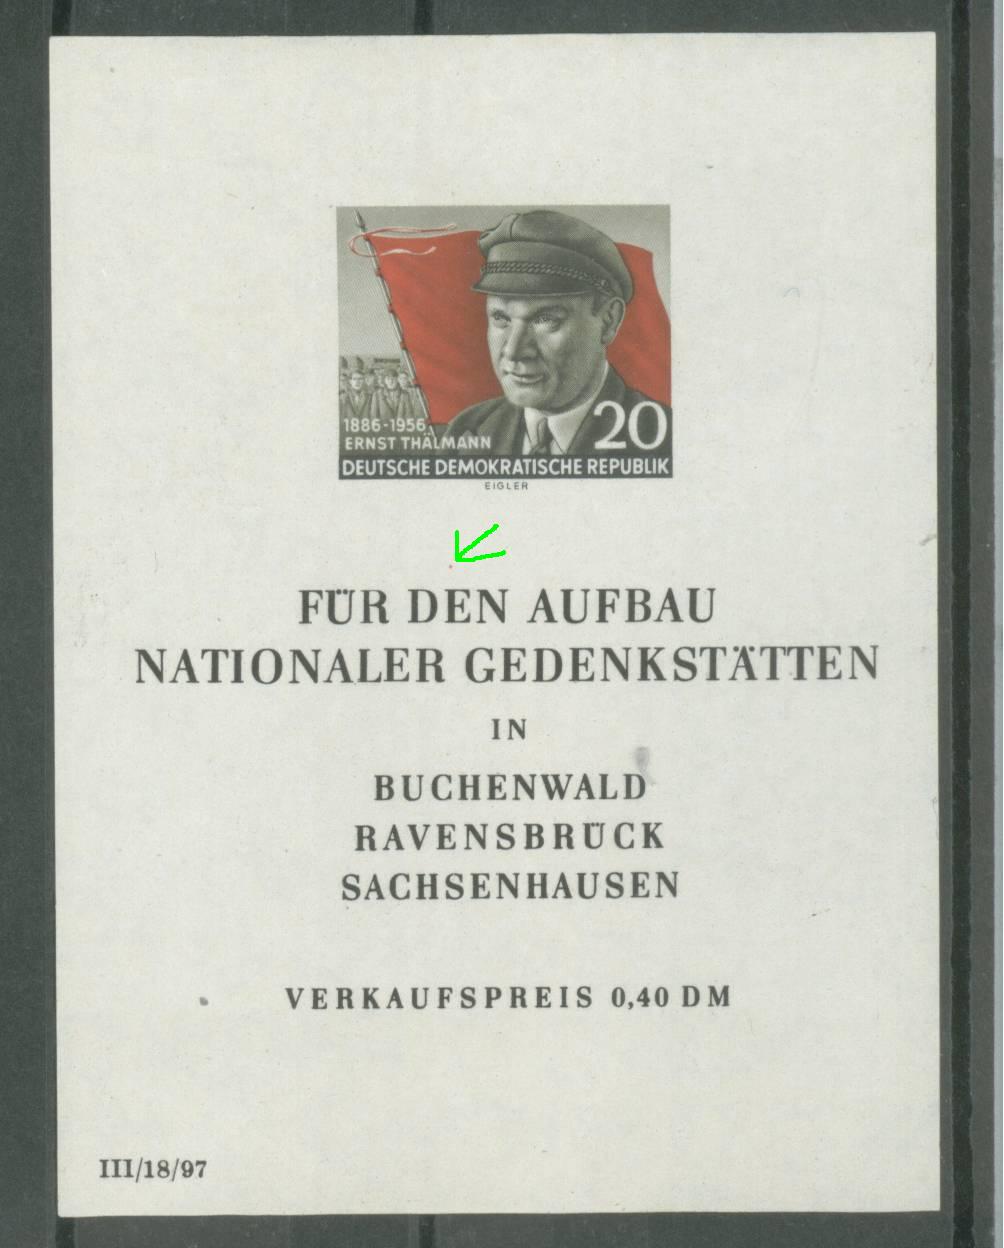 1886-1956
ERNST THÄLMANN
20
DEUTSCHE DEMOKRATISCHE REPUBLIK
EIGLER
FÜR DEN AUFBAU
NATIONALER GEDENKSTÄTTEN
IN
BUCHENWALD
RAVENSBRÜCK
SACHSENHAUSEN
VERKAUFSPREIS 0,40 DM
III/18/97